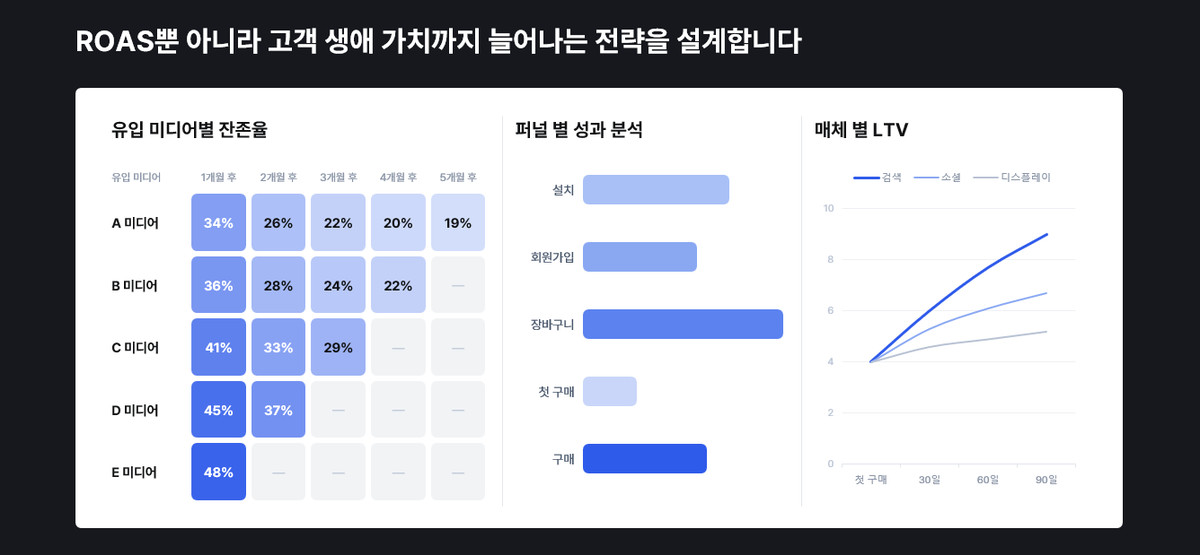 ROAS뿐 아니라 고객 생애 가치까지 늘어나는 전략을 설계합니다
유입 미디어별 잔존율
유입 미디어 1개월 후 2개월 후 3개월 후 4개월 후 5개월 후
A 미디어 34% 26% 22% 20% 19%
B 미디어 36% 28% 24% 22% —
C 미디어 41% 33% 29% — —
D 미디어 45% 37% — — —
E 미디어 48% — — — —
퍼널 별 성과 분석
설치
회원가입
장바구니
첫 구매
구매
매체 별 LTV
검색 소셜 디스플레이
10
8
6
4
2
0
첫 구매 30일 60일 90일